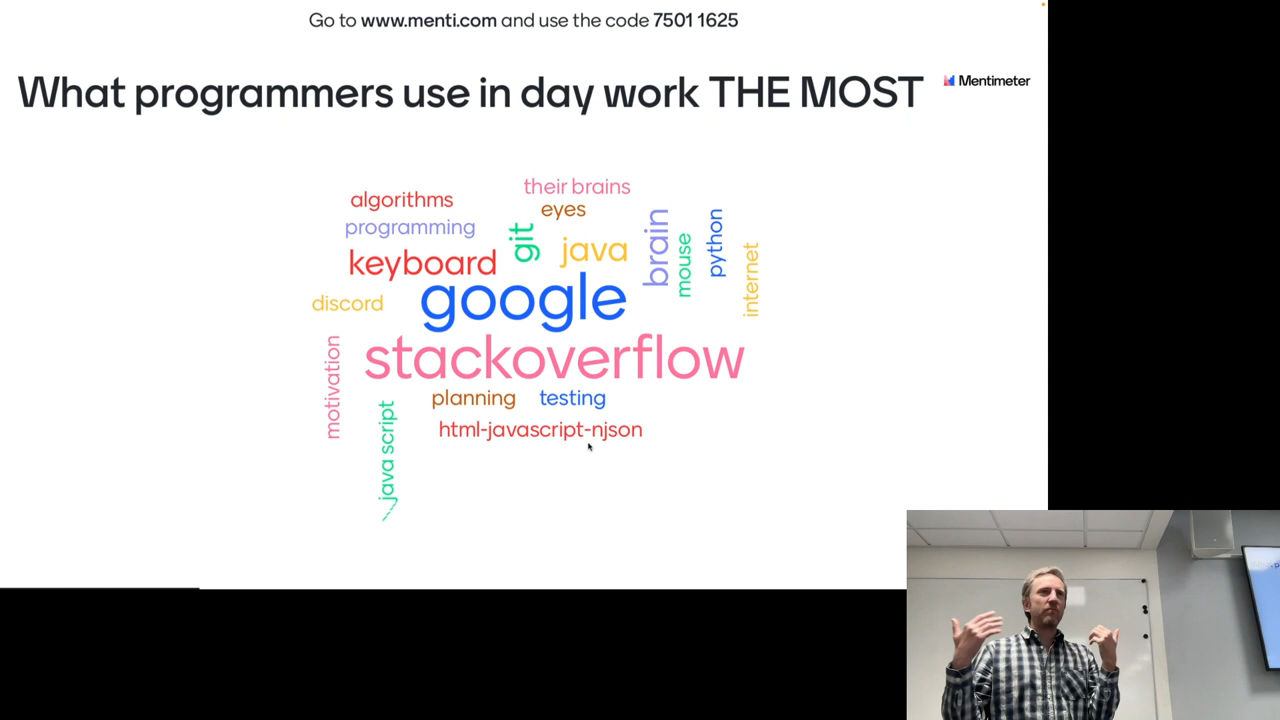 Go to www.menti.com and use the code 7501 1625
What programmers use in day work THE MOST
Mentimeter
their brains
algorithms
eyes
programming
git
java
brain
mouse
python
internet
keyboard
discord
google
stackoverflow
motivation
planning
testing
java script
html-javascript-njson